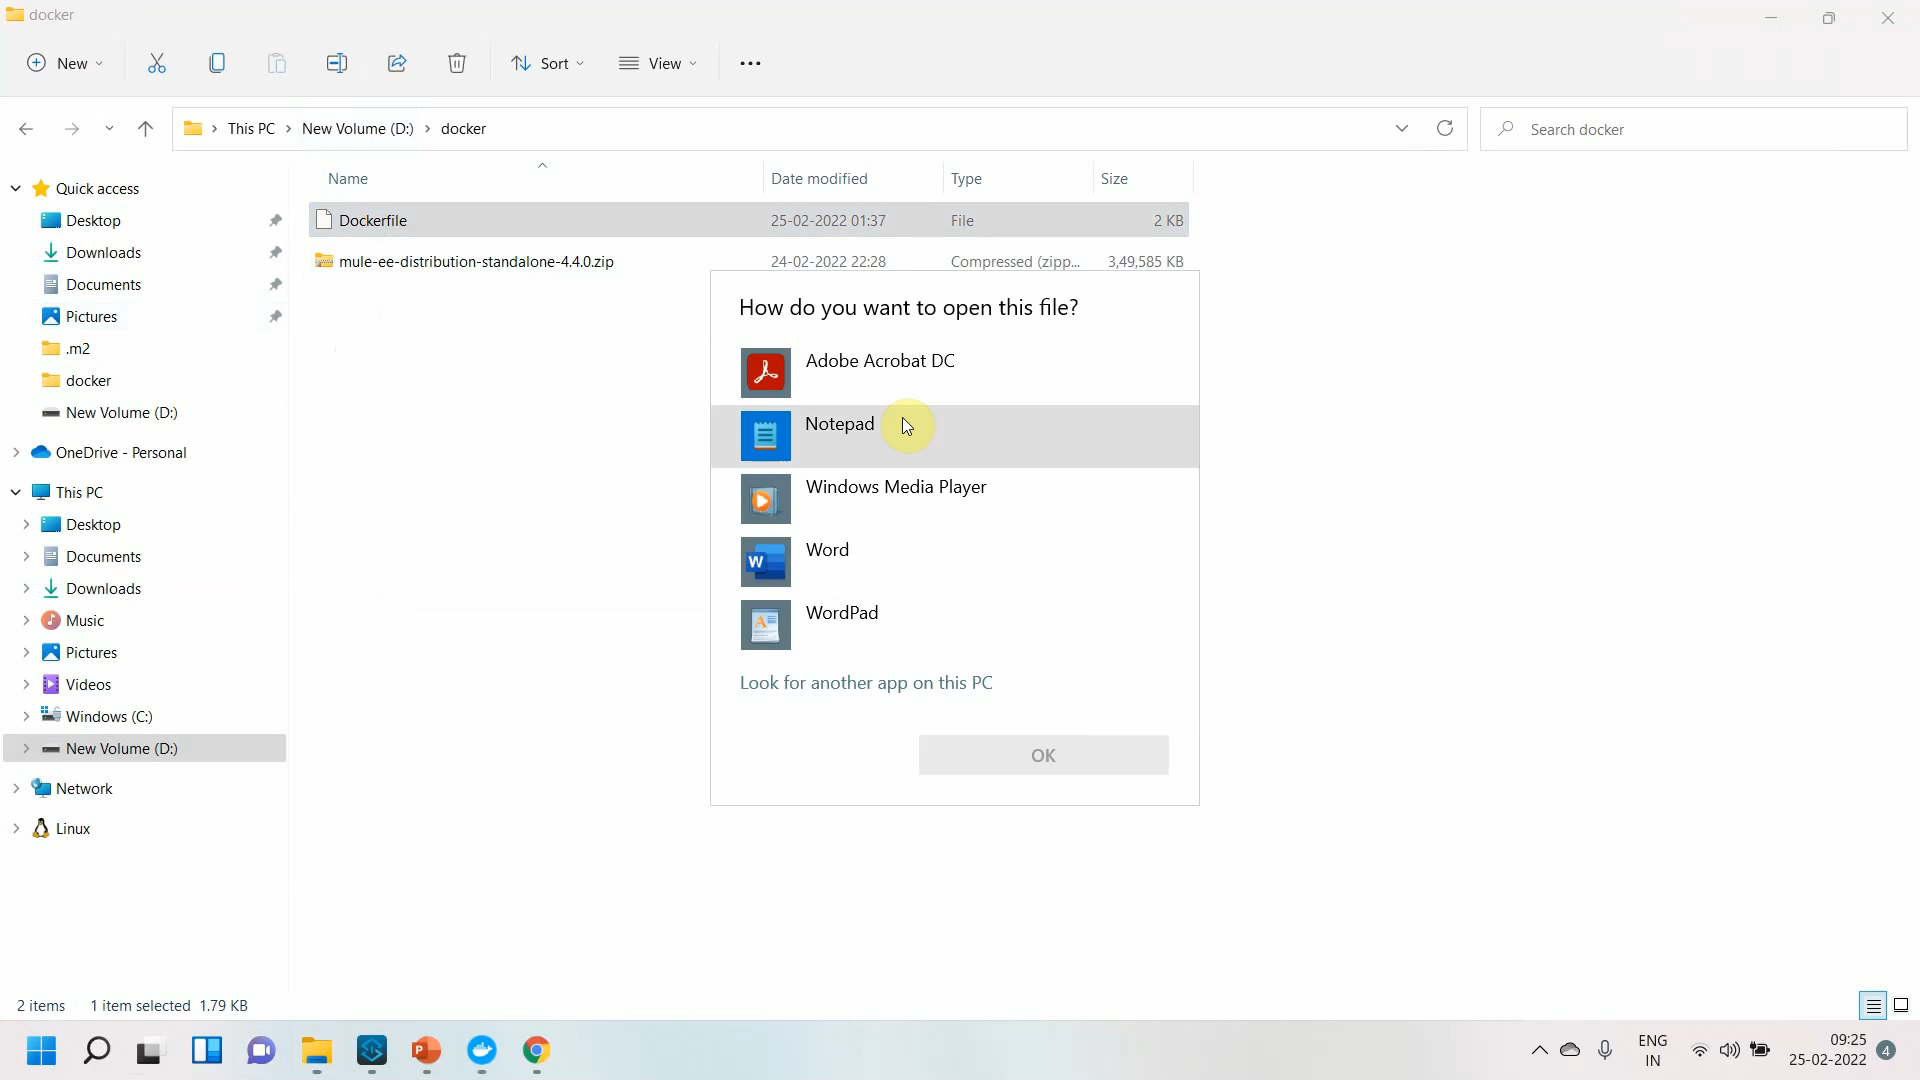 docker
New
Sort
View
This PC
New Volume (D:)
docker
Search docker
Name
Date modified
Type
Size
Quick access
Desktop
Downloads
Documents
Pictures
.m2
docker
New Volume (D:)
OneDrive - Personal
This PC
Desktop
Documents
Downloads
Music
Pictures
Videos
Windows (C:)
New Volume (D:)
Network
Linux
Dockerfile 25-02-2022 01:37 File 2 KB
mule-ee-distribution-standalone-4.4.0.zip 24-02-2022 22:28 Compressed (zipp... 3,49,585 KB
How do you want to open this file?
Adobe Acrobat DC
Notepad
Windows Media Player
Word
WordPad
Look for another app on this PC
OK
2 items 1 item selected 1.79 KB
ENG
IN
09:25
25-02-2022
4